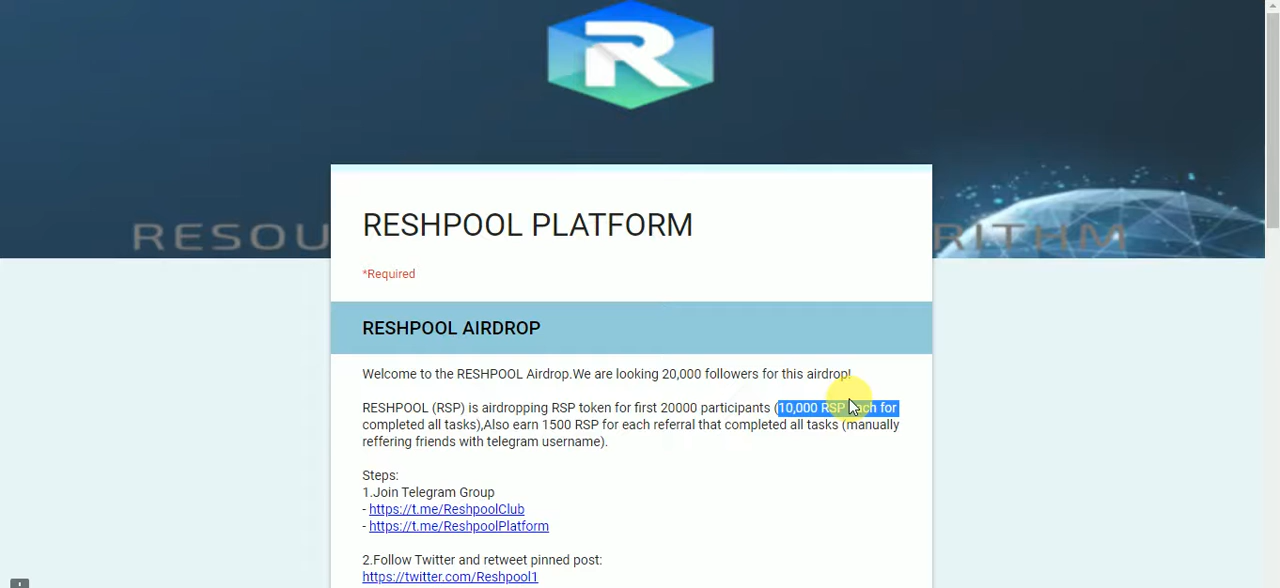 R
RESOU RITHM
RESHPOOL PLATFORM
*Required
RESHPOOL AIRDROP
Welcome to the RESHPOOL Airdrop.We are looking 20,000 followers for this airdrop!
RESHPOOL (RSP) is airdropping RSP token for first 20000 participants (10,000 RSP each for
completed all tasks),Also earn 1500 RSP for each referral that completed all tasks (manually
reffering friends with telegram username).
Steps:
1.Join Telegram Group
- https://t.me/ReshpoolClub
- https://t.me/ReshpoolPlatform
2.Follow Twitter and retweet pinned post:
https://twitter.com/Reshpool1